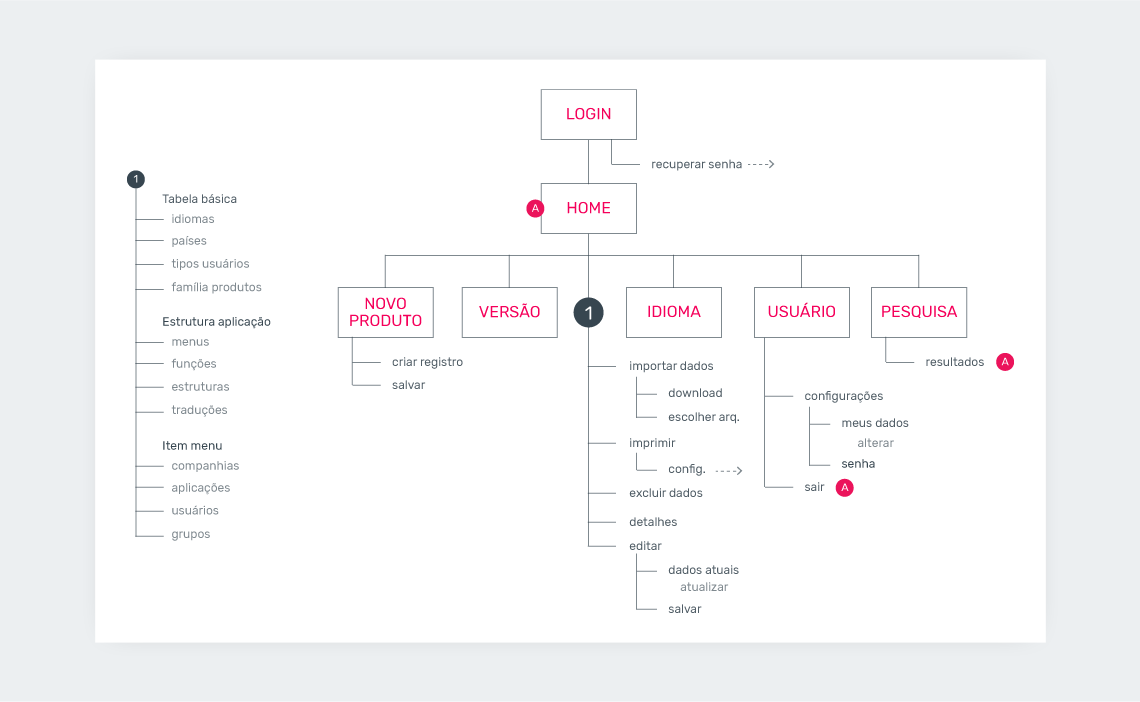 LOGIN
recuperar senha
A
HOME
1
Tabela básica
idiomas
países
tipos usuários
família produtos
Estrutura aplicação
menus
funções
estruturas
traduções
Item menu
companhias
aplicações
usuários
grupos
NOVO
PRODUTO
criar registro
salvar
VERSÃO
1
importar dados
download
escolher arq.
imprimir
config.
excluir dados
detalhes
editar
dados atuais
atualizar
salvar
IDIOMA
USUÁRIO
configurações
meus dados
alterar
senha
sair
A
PESQUISA
resultados
A